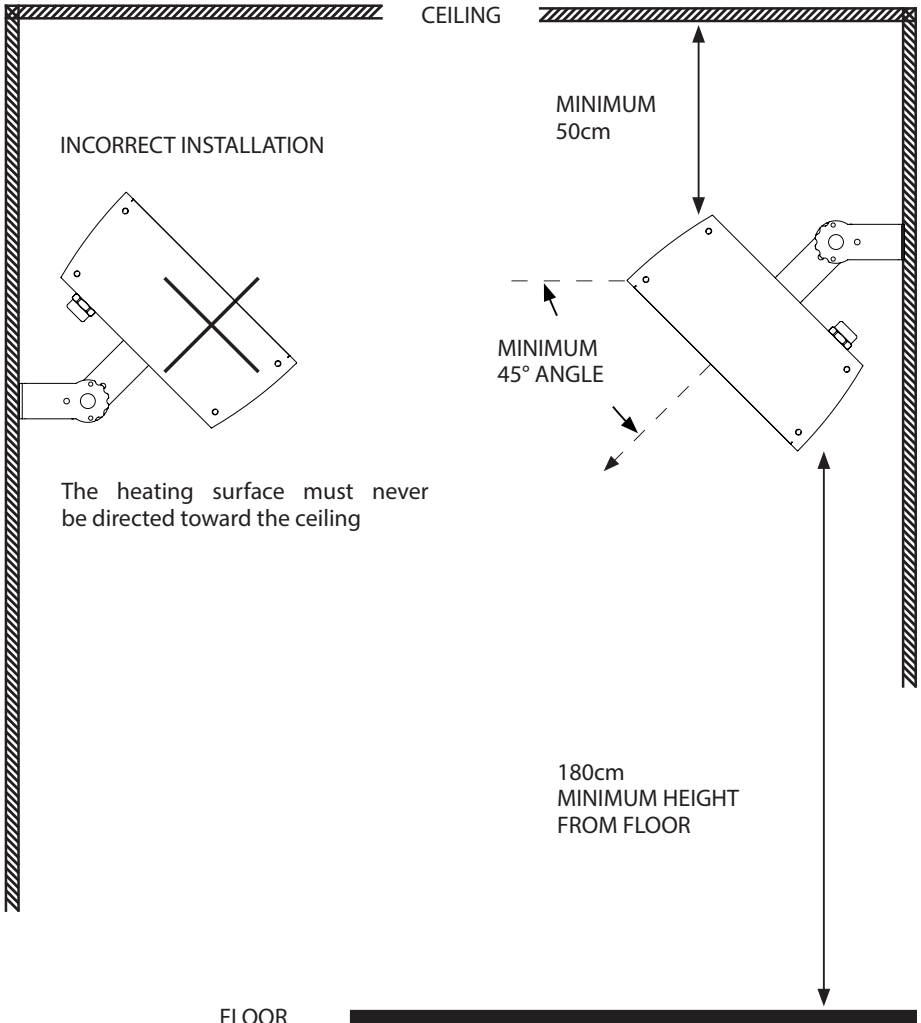 CEILING
MINIMUM
50cm
INCORRECT INSTALLATION
MINIMUM
45° ANGLE
The heating surface must never
be directed toward the ceiling
180cm
MINIMUM HEIGHT
FROM FLOOR
FLOOR